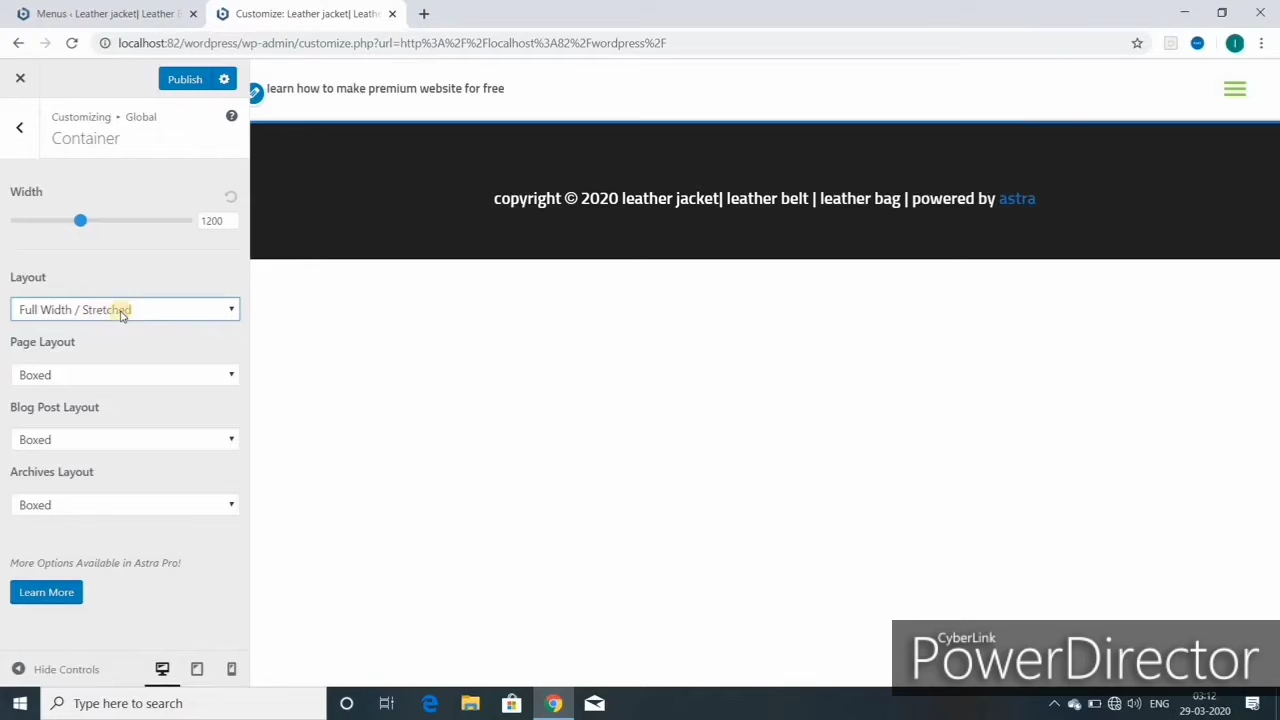 Menus ‹ Leather jacket| Leather B
Customize: Leather jacket| Leathe
localhost:82/wordpress/wp-admin/customize.php?url=http%3A%2F%2Flocalhost%3A82%2Fwordpress%2F
I
Publish
Customizing • Global
Container
Width
1200
Layout
Full Width / Stretched
Page Layout
Boxed
Blog Post Layout
Boxed
Archives Layout
Boxed
More Options Available in Astra Pro!
Learn More
Hide Controls
learn how to make premium website for free
copyright © 2020 leather jacket| leather belt | leather bag | powered by astra
CyberLink
PowerDirector
Type here to search
ENG
03:12
29-03-2020